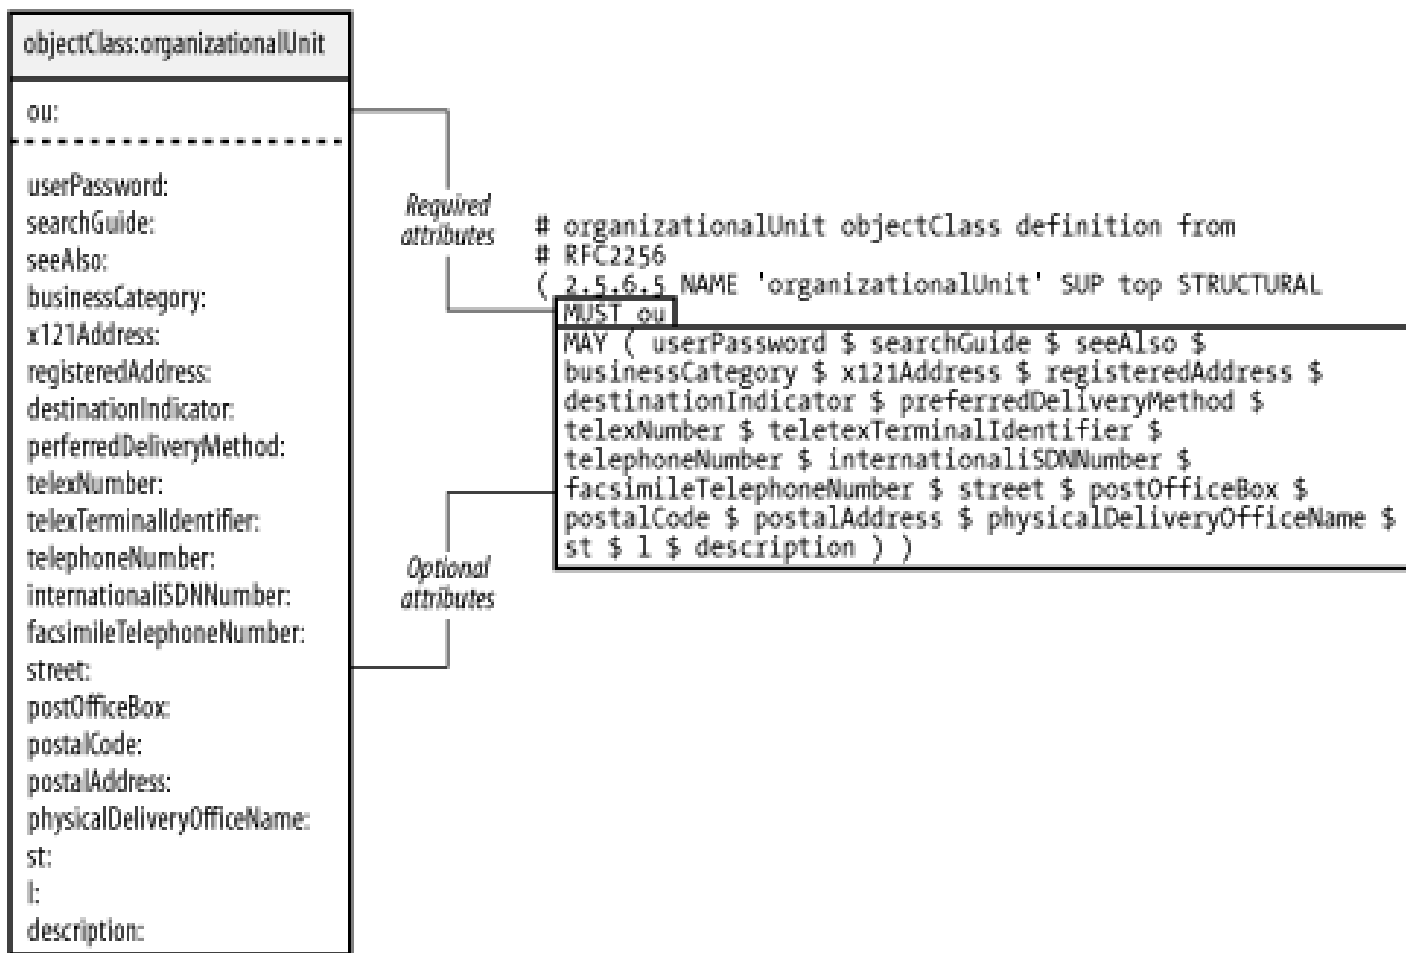 objectClass:organizationalUnit
ou:
userPassword:
searchGuide:
seeAlso:
businessCategory:
x121Address:
registeredAddress:
destinationIndicator:
perferredDeliveryMethod:
telexNumber:
telexTerminalIdentifier:
telephoneNumber:
internationaliSDNNumber:
facsimileTelephoneNumber:
street:
postOfficeBox:
postalCode:
postalAddress:
physicalDeliveryOfficeName:
st:
l:
description:
Required
attributes
Optional
attributes
# organizationalUnit objectClass definition from
# RFC2256
( 2.5.6.5 NAME 'organizationalUnit' SUP top STRUCTURAL
MUST ou
MAY ( userPassword $ searchGuide $ seeAlso $
businessCategory $ x121Address $ registeredAddress $
destinationIndicator $ preferredDeliveryMethod $
telexNumber $ teletexTerminalIdentifier $
telephoneNumber $ internationaliSDNNumber $
facsimileTelephoneNumber $ street $ postOfficeBox $
postalCode $ postalAddress $ physicalDeliveryOfficeName $
st $ l $ description ) )